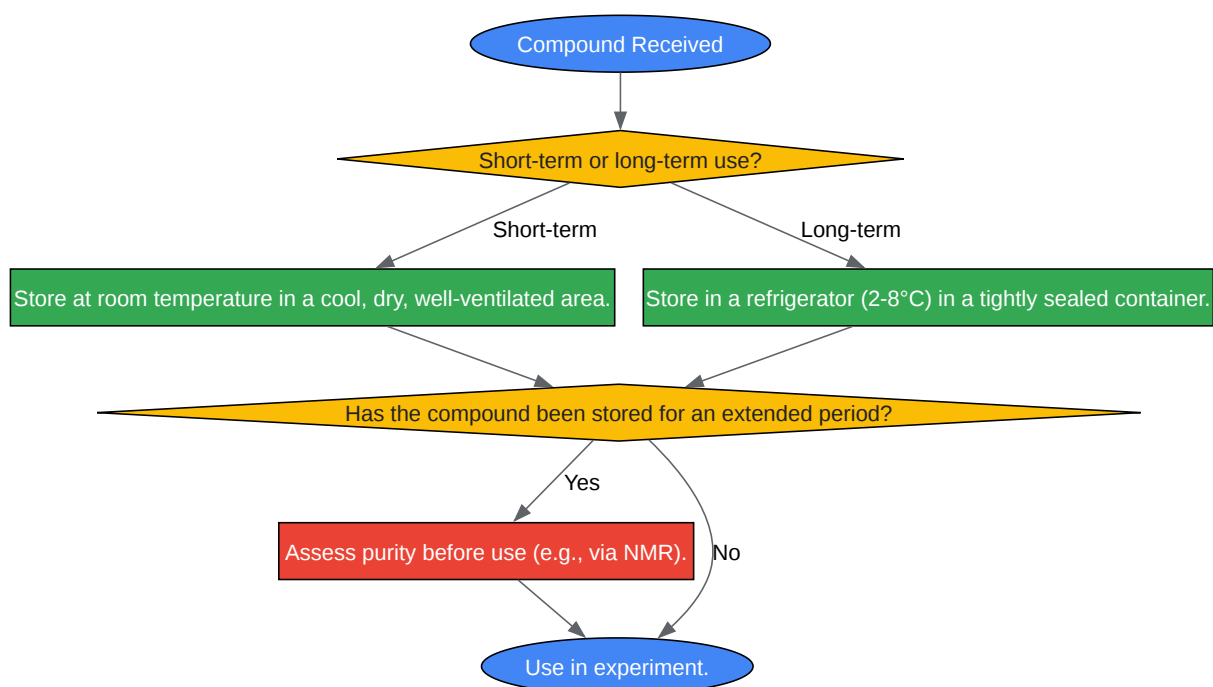 Compound Received
Short-term or long-term use?
Short-term
Long-term
Store at room temperature in a cool, dry, well-ventilated area.
Store in a refrigerator (2-8°C) in a tightly sealed container.
Has the compound been stored for an extended period?
Yes
Assess purity before use (e.g., via NMR).
No
Use in experiment.